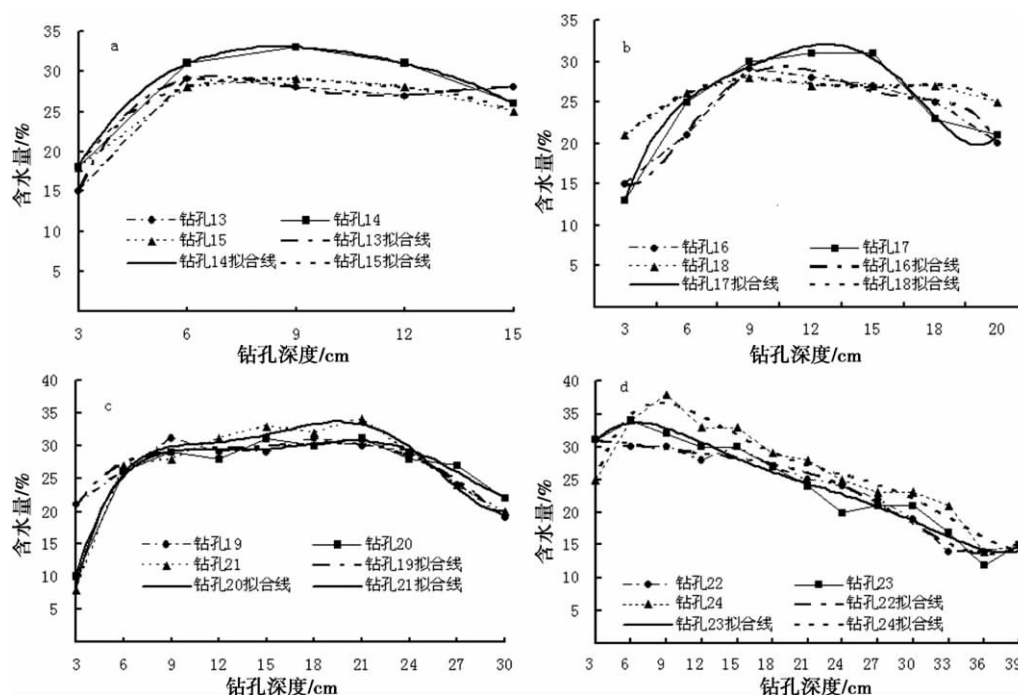 a
含水量/%
35
30
25
20
15
10
5
钻孔13
钻孔14
钻孔15
钻孔13拟合线
钻孔14拟合线
钻孔15拟合线
3 6 9 12 15
钻孔深度/cm
b
含水量/%
35
30
25
20
15
10
5
钻孔16
钻孔17
钻孔18
钻孔16拟合线
钻孔17拟合线
钻孔18拟合线
3 6 9 12 15 18 20
钻孔深度/cm
c
含水量/%
40
35
30
25
20
15
10
5
钻孔19
钻孔20
钻孔21
钻孔19拟合线
钻孔20拟合线
钻孔21拟合线
3 6 9 12 15 18 21 24 27 30
钻孔深度/cm
d
含水量/%
40
35
30
25
20
15
10
5
钻孔22
钻孔23
钻孔24
钻孔22拟合线
钻孔23拟合线
钻孔24拟合线
3 6 9 12 15 18 21 24 27 30 33 36 39
钻孔深度/cm